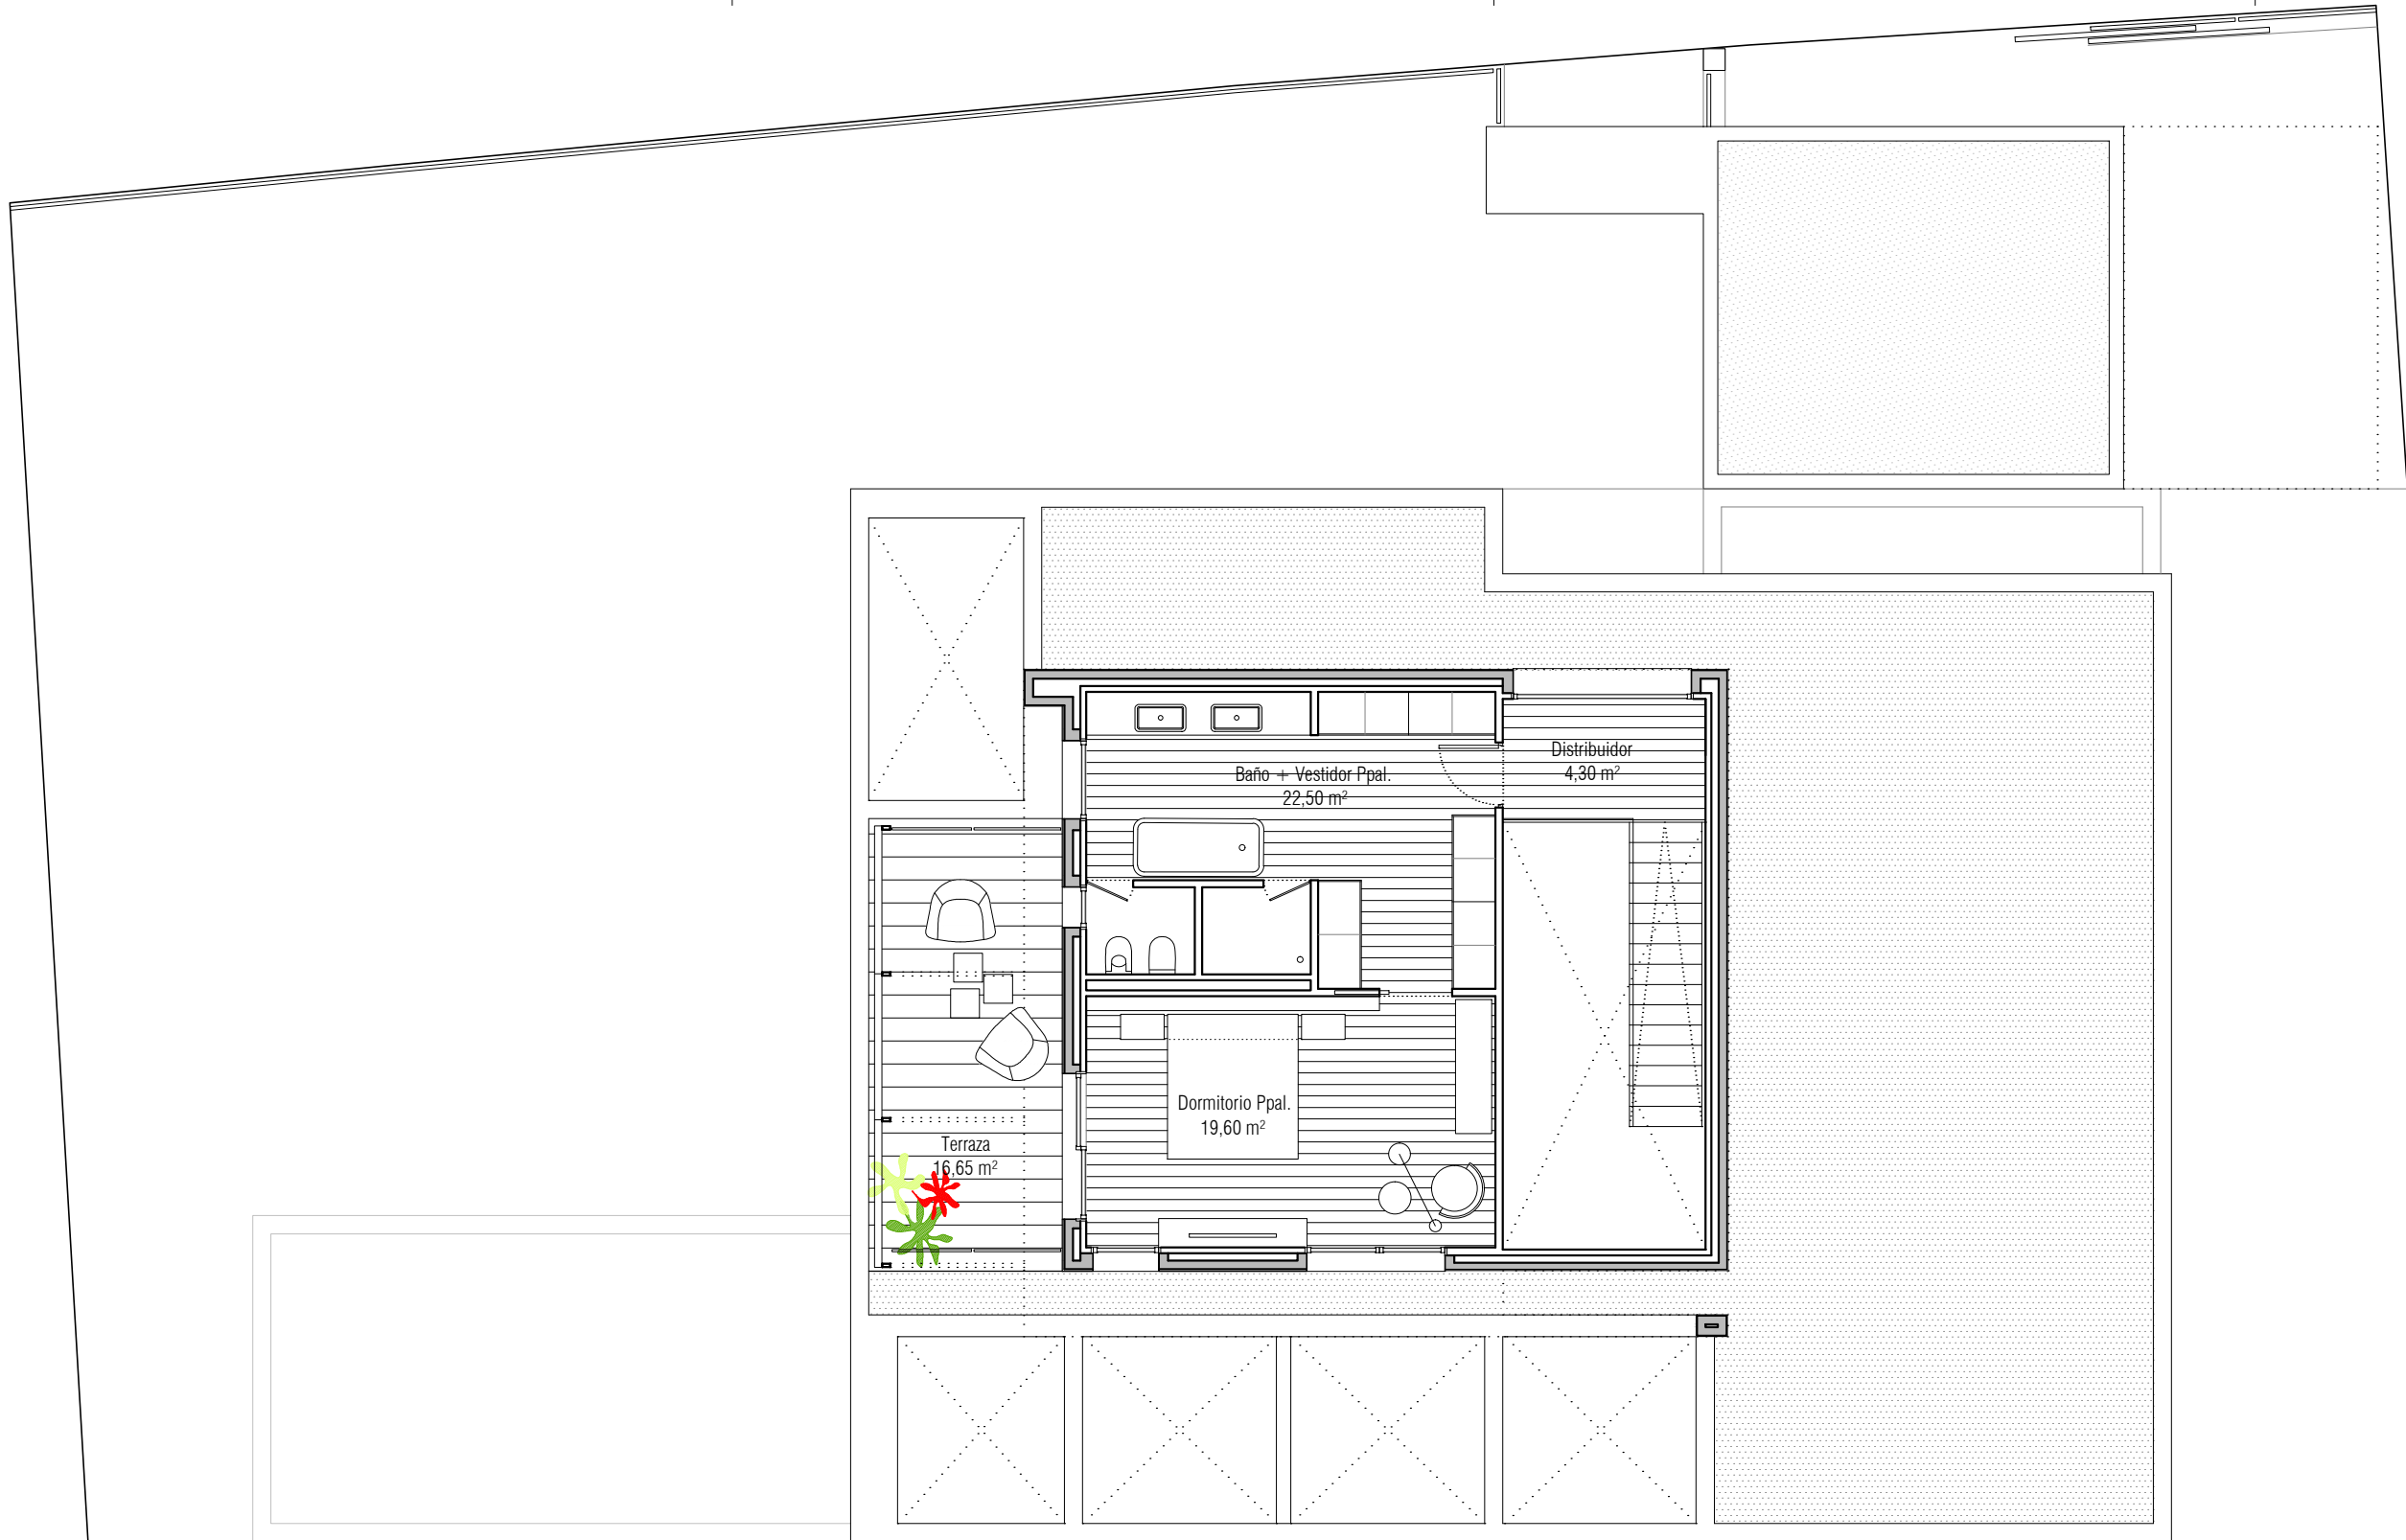 Distribuidor
4,30 m²
Baño + Vestidor Ppal.
22,50 m²
Dormitorio Ppal.
19,60 m²
Terraza
16,65 m²